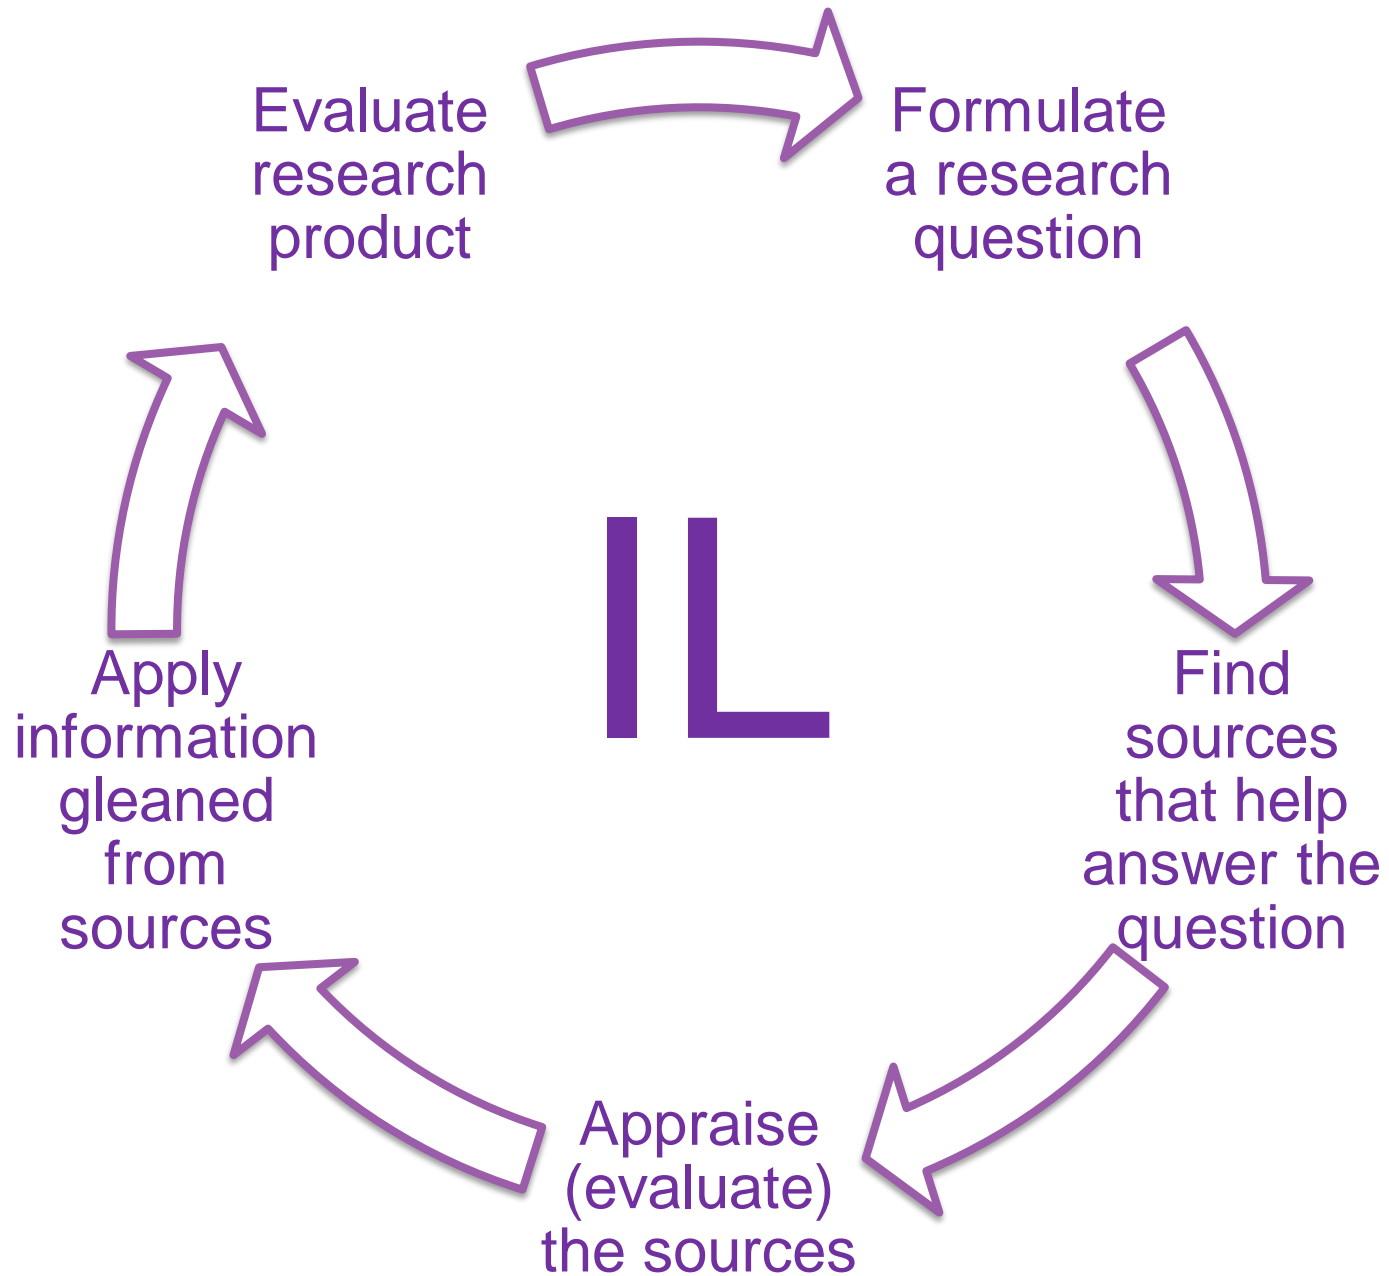 Evaluate
research
product
Formulate
a research
question
IL
Find
sources
that help
answer the
question
Appraise
(evaluate)
the sources
Apply
information
gleaned
from
sources